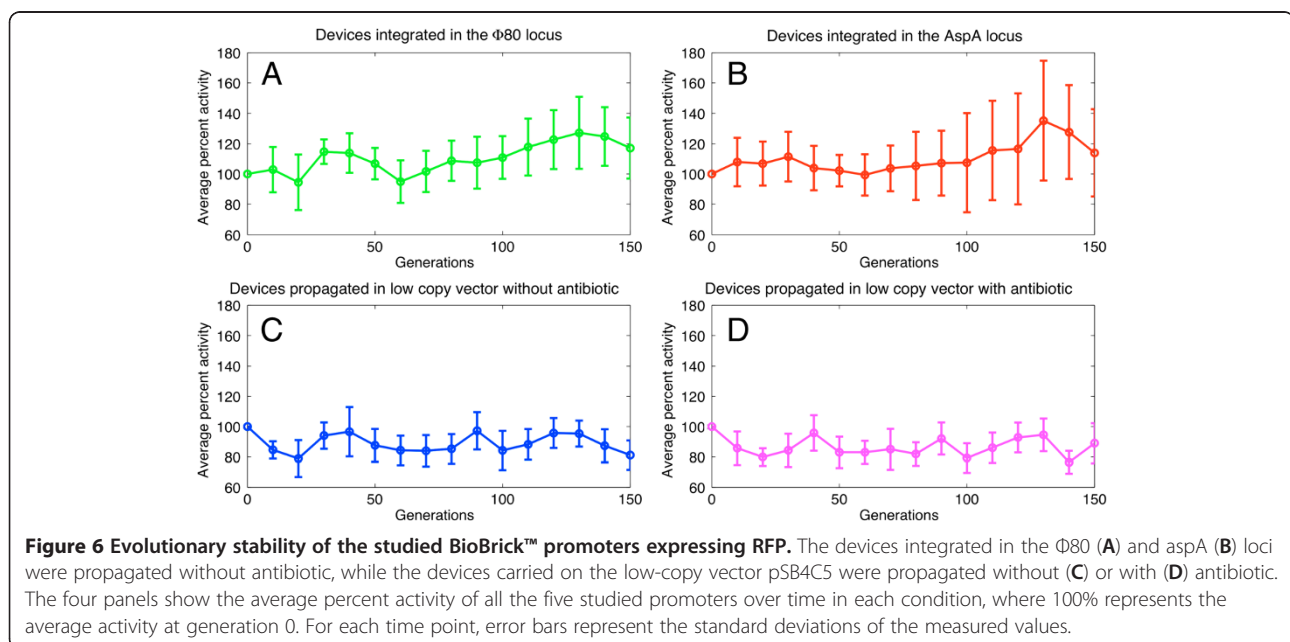 Devices integrated in the Φ80 locus
A
180
160
140
120
100
80
60
Average percent activity
0
50
100
150
Generations
Devices integrated in the AspA locus
B
180
160
140
120
100
80
60
Average percent activity
0
50
100
150
Generations
Devices propagated in low copy vector without antibiotic
C
180
160
140
120
100
80
60
Average percent activity
0
50
100
150
Generations
Devices propagated in low copy vector with antibiotic
D
180
160
140
120
100
80
60
Average percent activity
0
50
100
150
Generations
Figure 6 Evolutionary stability of the studied BioBrick™ promoters expressing RFP. The devices integrated in the Φ80 (A) and aspA (B) loci
were propagated without antibiotic, while the devices carried on the low-copy vector pSB4C5 were propagated without (C) or with (D) antibiotic.
The four panels show the average percent activity of all the five studied promoters over time in each condition, where 100% represents the
average activity at generation 0. For each time point, error bars represent the standard deviations of the measured values.